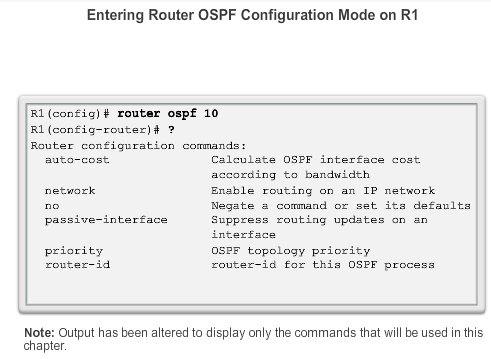 Entering Router OSPF Configuration Mode on R1
R1(config)# router ospf 10
R1(config-router)# ?
Router configuration commands:
auto-cost Calculate OSPF interface cost
according to bandwidth
network Enable routing on an IP network
no Negate a command or set its defaults
passive-interface Suppress routing updates on an
interface
priority OSPF topology priority
router-id router-id for this OSPF process
Note: Output has been altered to display only the commands that will be used in this
chapter.